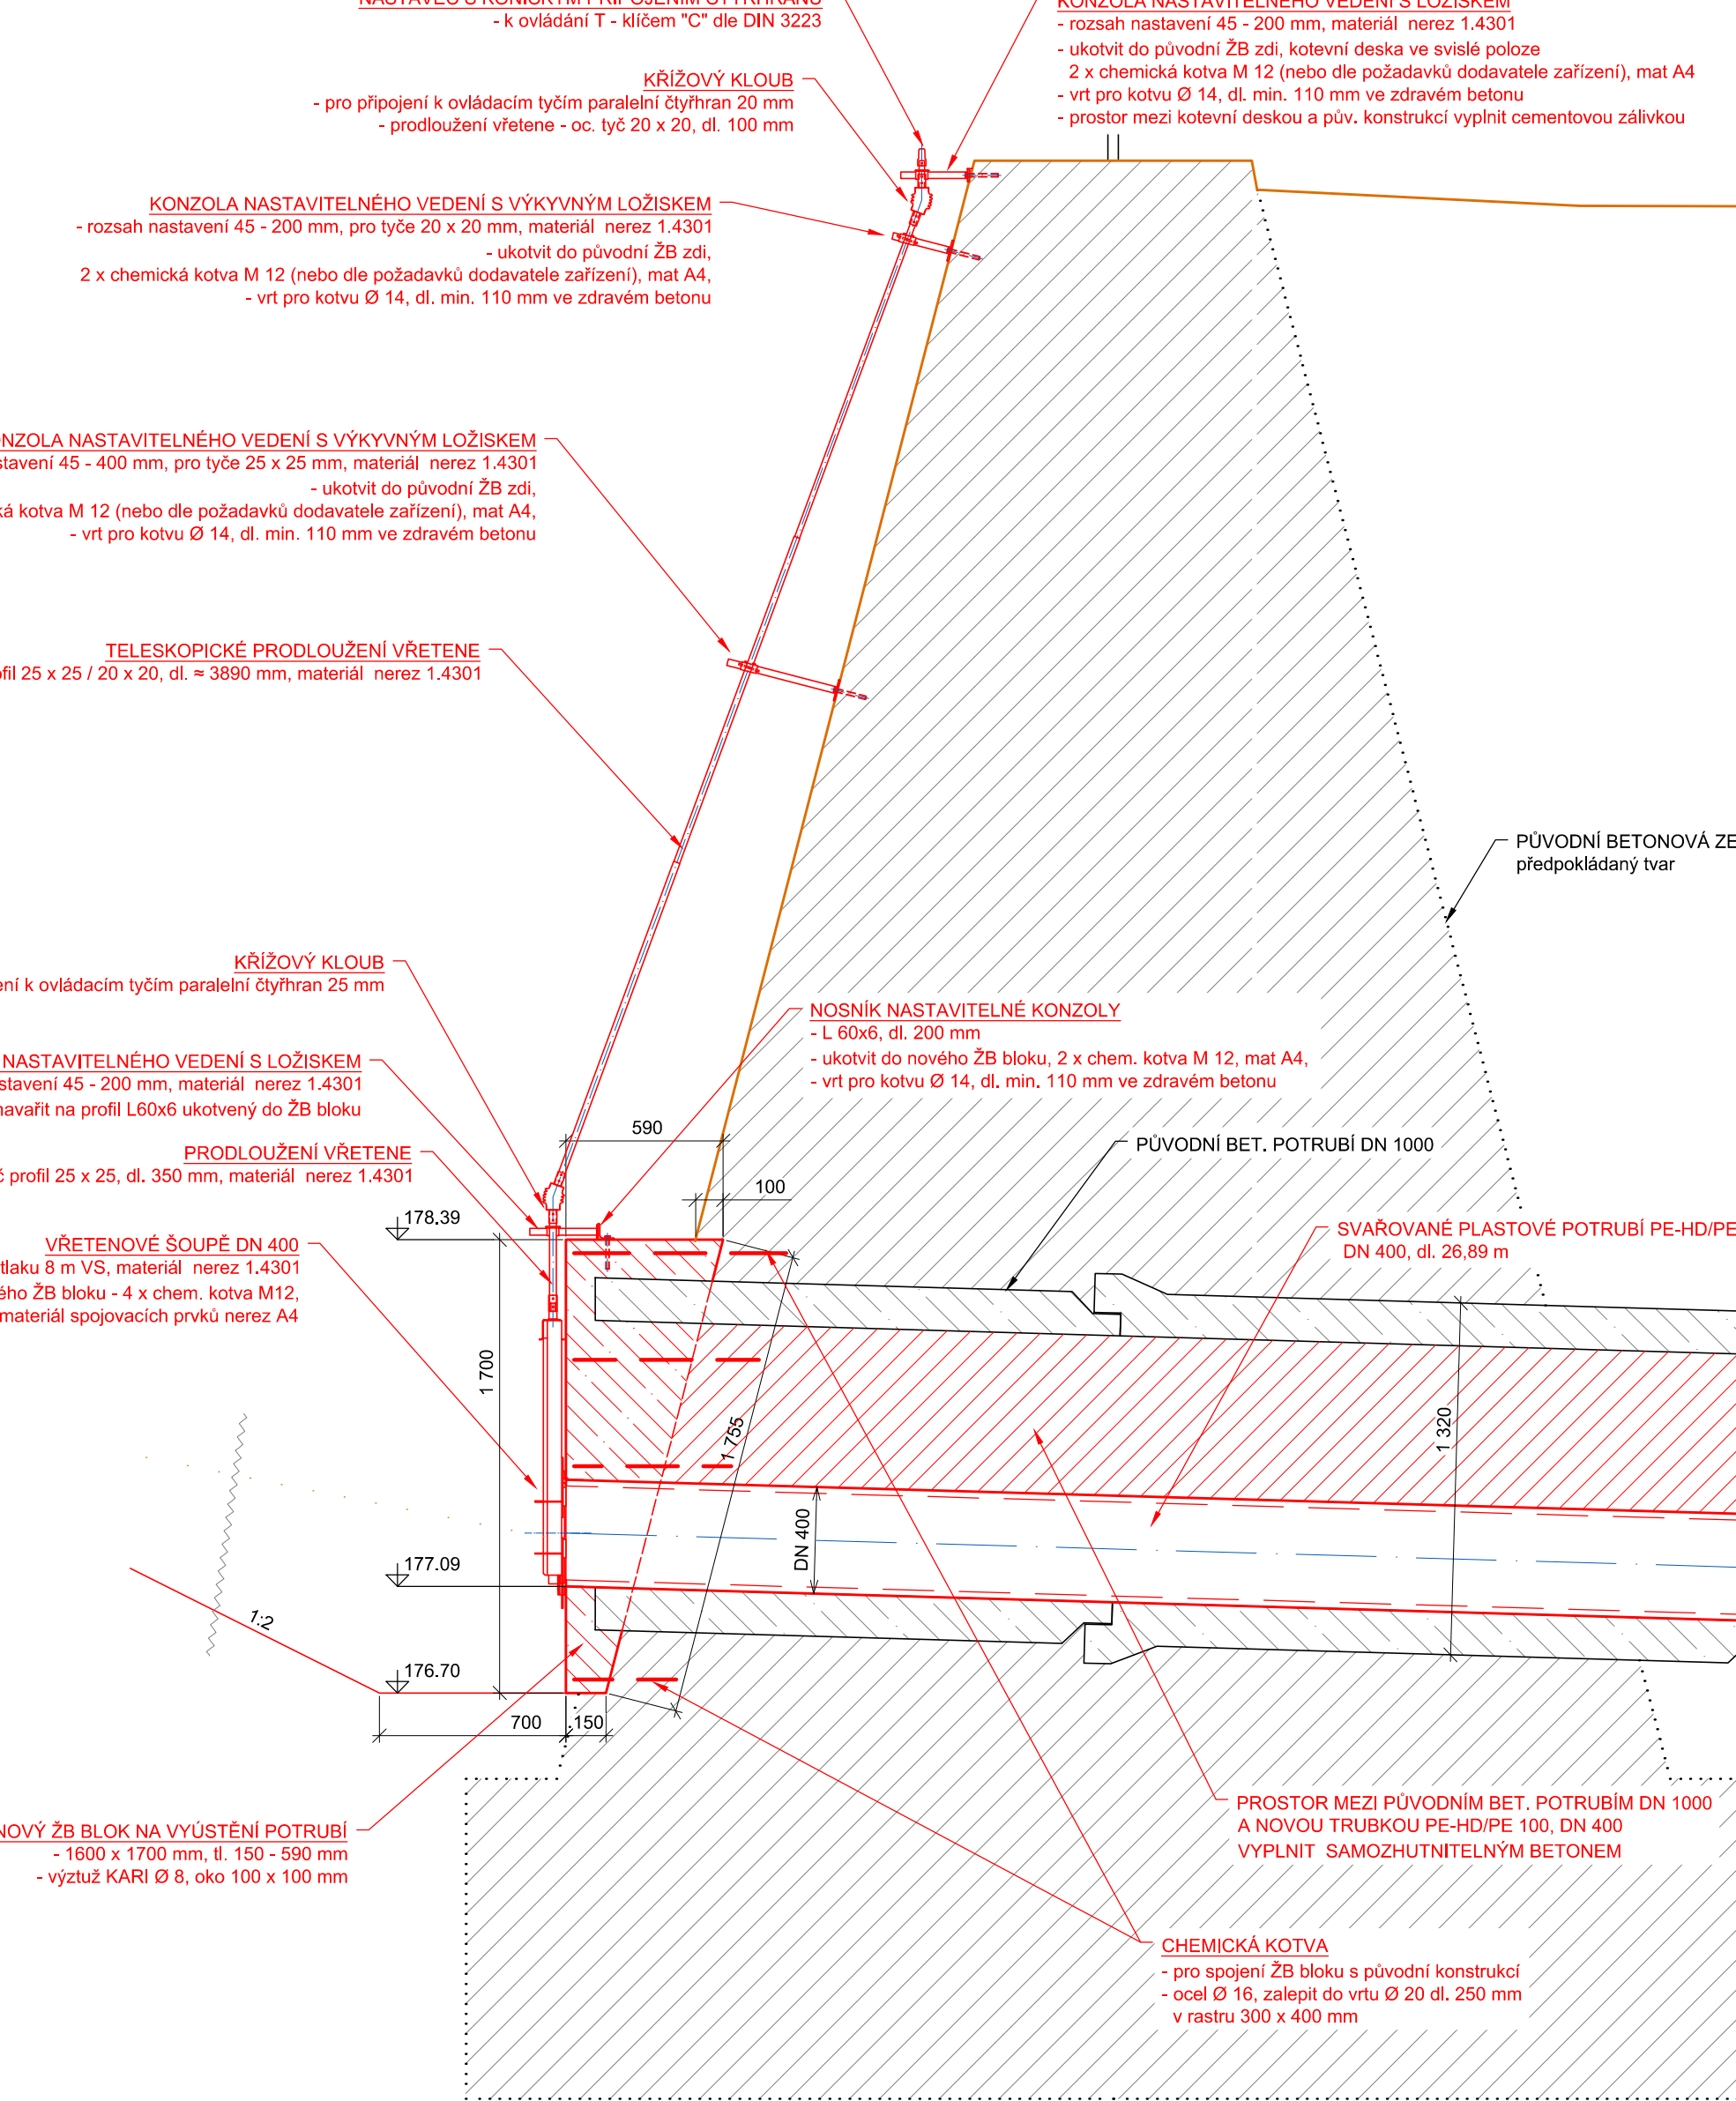 NÁSTAVEC S KÓNICKÝM PŘIPOJENÍM ČTYŘHRANU
- k ovládání T - klíčem "C" dle DIN 3223
KONZOLA NASTAVITELNÉHO VEDENÍ S LOŽISKEM
- rozsah nastavení 45 - 200 mm, materiál nerez 1.4301
- ukotvit do původní ŽB zdi, kotevní deska ve svislé poloze
2 x chemická kotva M 12 (nebo dle požadavků dodavatele zařízení), mat A4
- vrt pro kotvu Ø 14, dl. min. 110 mm ve zdravém betonu
- prostor mezi kotevní deskou a pův. konstrukcí vyplnit cementovou zálivkou
KŘÍŽOVÝ KLOUB
- pro připojení k ovládacím tyčím paralelní čtyřhran 20 mm
- prodloužení vřetene - oc. tyč 20 x 20, dl. 100 mm
KONZOLA NASTAVITELNÉHO VEDENÍ S VÝKYVNÝM LOŽISKEM
- rozsah nastavení 45 - 200 mm, pro tyče 20 x 20 mm, materiál nerez 1.4301
- ukotvit do původní ŽB zdi,
2 x chemická kotva M 12 (nebo dle požadavků dodavatele zařízení), mat A4,
- vrt pro kotvu Ø 14, dl. min. 110 mm ve zdravém betonu
NZOLA NASTAVITELNÉHO VEDENÍ S VÝKYVNÝM LOŽISKEM
stavení 45 - 400 mm, pro tyče 25 x 25 mm, materiál nerez 1.4301
- ukotvit do původní ŽB zdi,
ká kotva M 12 (nebo dle požadavků dodavatele zařízení), mat A4,
- vrt pro kotvu Ø 14, dl. min. 110 mm ve zdravém betonu
TELESKOPICKÉ PRODLOUŽENÍ VŘETENE
fil 25 x 25 / 20 x 20, dl. ≈ 3890 mm, materiál nerez 1.4301
PŮVODNÍ BETONOVÁ ZE
předpokládaný tvar
KŘÍŽOVÝ KLOUB
ení k ovládacím tyčím paralelní čtyřhran 25 mm
NOSNÍK NASTAVITELNÉ KONZOLY
- L 60x6, dl. 200 mm
- ukotvit do nového ŽB bloku, 2 x chem. kotva M 12, mat A4,
- vrt pro kotvu Ø 14, dl. min. 110 mm ve zdravém betonu
NASTAVITELNÉHO VEDENÍ S LOŽISKEM
stavení 45 - 200 mm, materiál nerez 1.4301
navařit na profil L60x6 ukotvený do ŽB bloku
590
PŮVODNÍ BET. POTRUBÍ DN 1000
PRODLOUŽENÍ VŘETENE
č profil 25 x 25, dl. 350 mm, materiál nerez 1.4301
100
178.39
SVAŘOVANÉ PLASTOVÉ POTRUBÍ PE-HD/PE
DN 400, dl. 26,89 m
VŘETENOVÉ ŠOUPĚ DN 400
tlaku 8 m VS, materiál nerez 1.4301
ého ŽB bloku - 4 x chem. kotva M12,
materiál spojovacích prvků nerez A4
1 700
1 755
1 320
DN 400
177.09
1:2
176.70
700
150
NOVÝ ŽB BLOK NA VYÚSTĚNÍ POTRUBÍ
- 1600 x 1700 mm, tl. 150 - 590 mm
- výztuž KARI Ø 8, oko 100 x 100 mm
PROSTOR MEZI PŮVODNÍM BET. POTRUBÍM DN 1000
A NOVOU TRUBKOU PE-HD/PE 100, DN 400
VYPLNIT SAMOZHUTNITELNÝM BETONEM
CHEMICKÁ KOTVA
- pro spojení ŽB bloku s původní konstrukcí
- ocel Ø 16, zalepit do vrtu Ø 20 dl. 250 mm
v rastru 300 x 400 mm